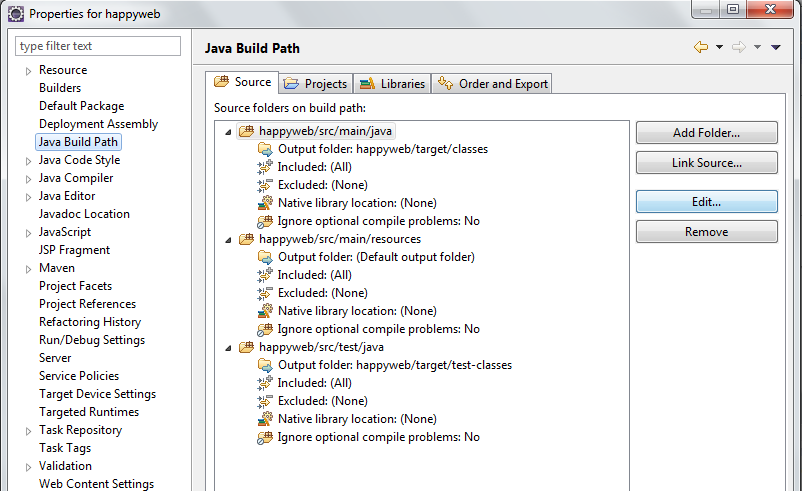 Properties for happyweb
type filter text
Resource
Builders
Default Package
Deployment Assembly
Java Build Path
Java Code Style
Java Compiler
Java Editor
Javadoc Location
JavaScript
JSP Fragment
Maven
Project Facets
Project References
Refactoring History
Run/Debug Settings
Server
Service Policies
Target Device Settings
Targeted Runtimes
Task Repository
Task Tags
Validation
Web Content Settings
Java Build Path
Source Projects Libraries Order and Export
Source folders on build path:
happyweb/src/main/java
Output folder: happyweb/target/classes
Included: (All)
Excluded: (None)
Native library location: (None)
Ignore optional compile problems: No
happyweb/src/main/resources
Output folder: (Default output folder)
Included: (All)
Excluded: (None)
Native library location: (None)
Ignore optional compile problems: No
happyweb/src/test/java
Output folder: happyweb/target/test-classes
Included: (All)
Excluded: (None)
Native library location: (None)
Ignore optional compile problems: No
Add Folder...
Link Source...
Edit...
Remove